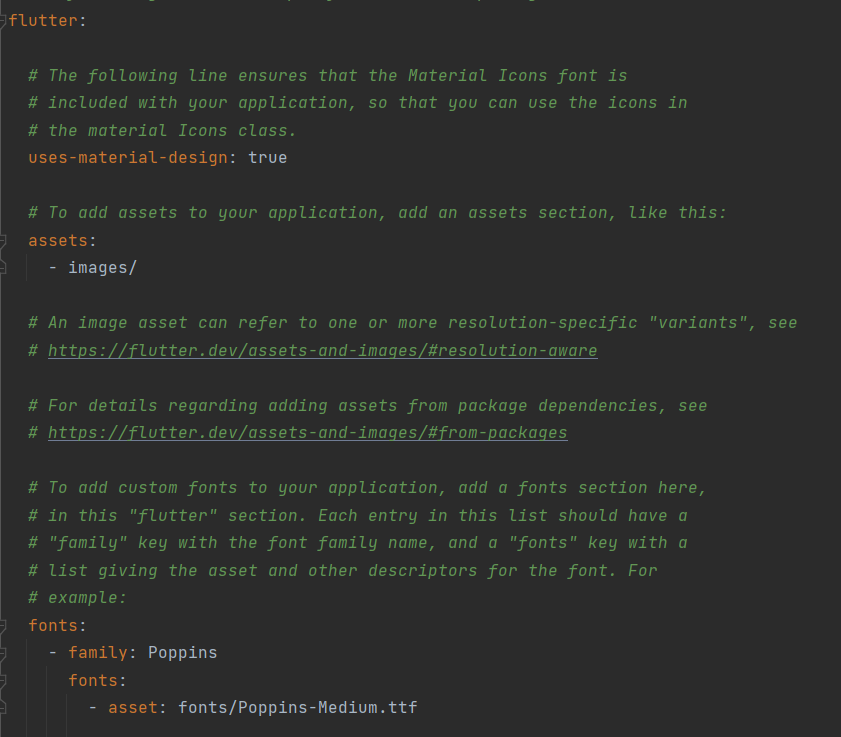 flutter:
# The following line ensures that the Material Icons font is
# included with your application, so that you can use the icons in
# the material Icons class.
uses-material-design: true
# To add assets to your application, add an assets section, like this:
assets:
- images/
# An image asset can refer to one or more resolution-specific "variants", see
# https://flutter.dev/assets-and-images/#resolution-aware
# For details regarding adding assets from package dependencies, see
# https://flutter.dev/assets-and-images/#from-packages
# To add custom fonts to your application, add a fonts section here,
# in this "flutter" section. Each entry in this list should have a
# "family" key with the font family name, and a "fonts" key with a
# list giving the asset and other descriptors for the font. For
# example:
fonts:
- family: Poppins
fonts:
- asset: fonts/Poppins-Medium.ttf